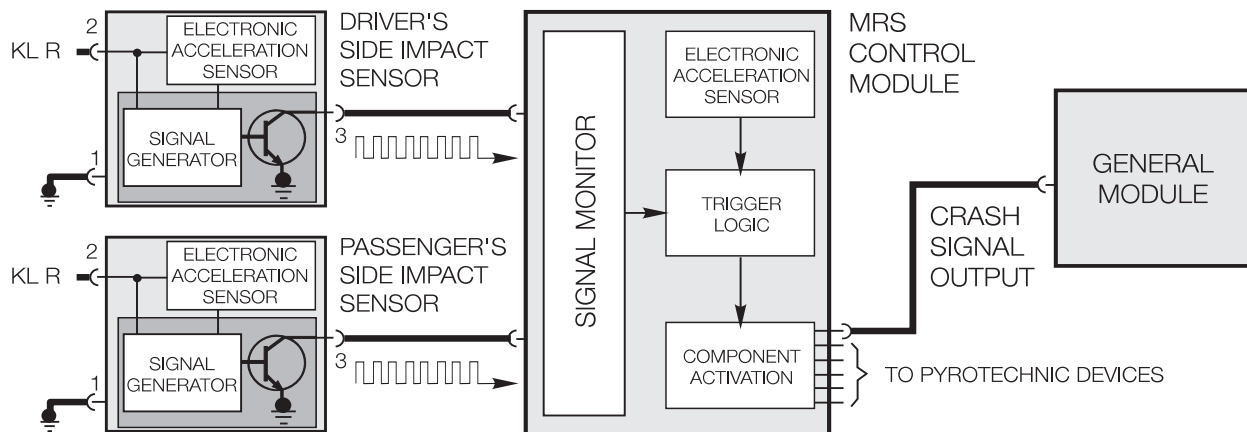 2
KL R
1
ELECTRONIC
ACCELERATION
SENSOR
SIGNAL
GENERATOR
DRIVER'S
SIDE IMPACT
SENSOR
3
2
KL R
1
ELECTRONIC
ACCELERATION
SENSOR
SIGNAL
GENERATOR
PASSENGER'S
SIDE IMPACT
SENSOR
3
SIGNAL MONITOR
ELECTRONIC
ACCELERATION
SENSOR
TRIGGER
LOGIC
COMPONENT
ACTIVATION
MRS
CONTROL
MODULE
CRASH
SIGNAL
OUTPUT
TO PYROTECHNIC DEVICES
GENERAL
MODULE